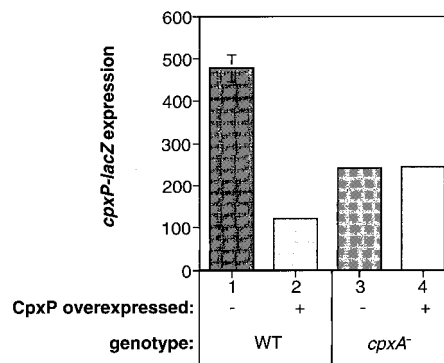 600
500
400
300
200
100
0
cpxP-lacZ expression
1 2 3 4
CpxP overexpressed: - + - +
genotype: WT cpxA⁻